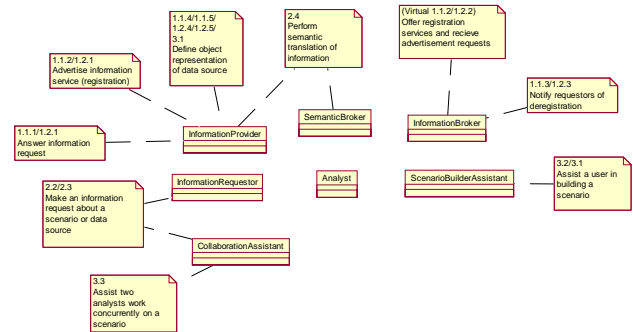 1.1.4/1.1.5/
1.2.4/1.2.5/
3.1
Define object
representation
of data source
2.4
Perform
semantic
translation of
information
(Virtual 1.1.2/1.2.2)
Offer registration
services and recieve
advertisement requests
1.1.2/1.2.1
Advertise information
service (registration)
1.1.3/1.2.3
Notify requestors of
deregistration
SemanticBroker
InformationBroker
1.1.1/1.2.1
Answer information
request
InformationProvider
3.2/3.1
Assist a user in
building a
scenario
2.2/2.3
Make an information
request about a
scenario or data
source
InformationRequestor
Analyst
ScenarioBuilderAssistant
CollaborationAssistant
3.3
Assist two
analysts work
concurrently on a
scenario